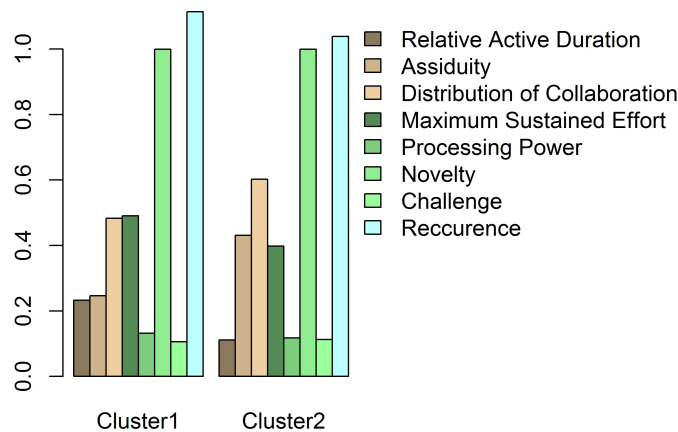 1.0
0.8
0.6
0.4
0.2
0.0
Cluster1
Cluster2
Relative Active Duration
Assiduity
Distribution of Collaboration
Maximum Sustained Effort
Processing Power
Novelty
Challenge
Reccurence